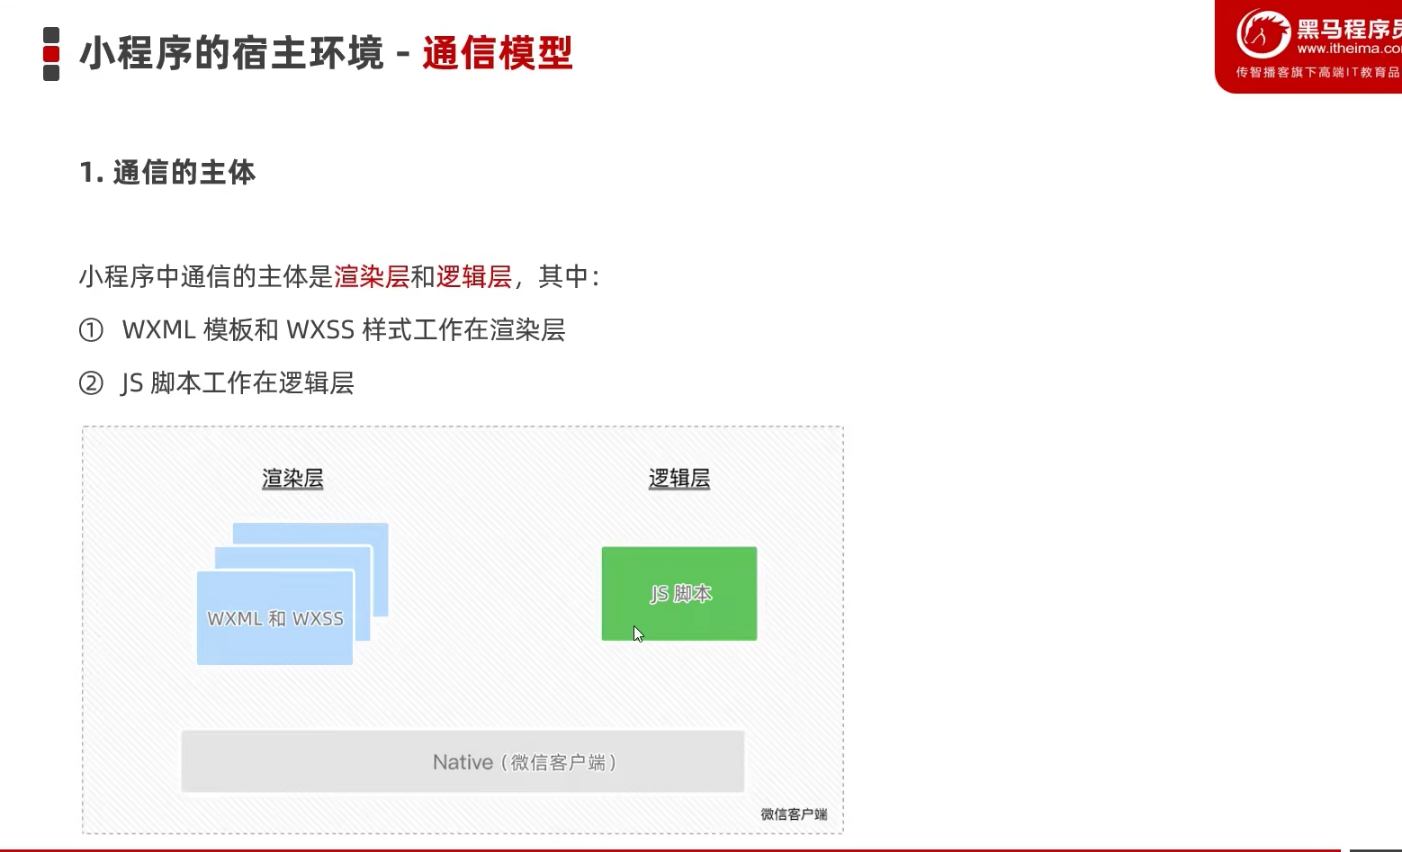 小程序的宿主环境 - 通信模型
黑马程序员
www.itheima.com
传智播客旗下高端IT教育品
1. 通信的主体
小程序中通信的主体是渲染层和逻辑层，其中：
① WXML 模板和 WXSS 样式工作在渲染层
② JS 脚本工作在逻辑层
渲染层
逻辑层
WXML 和 WXSS
JS 脚本
Native（微信客户端）
微信客户端